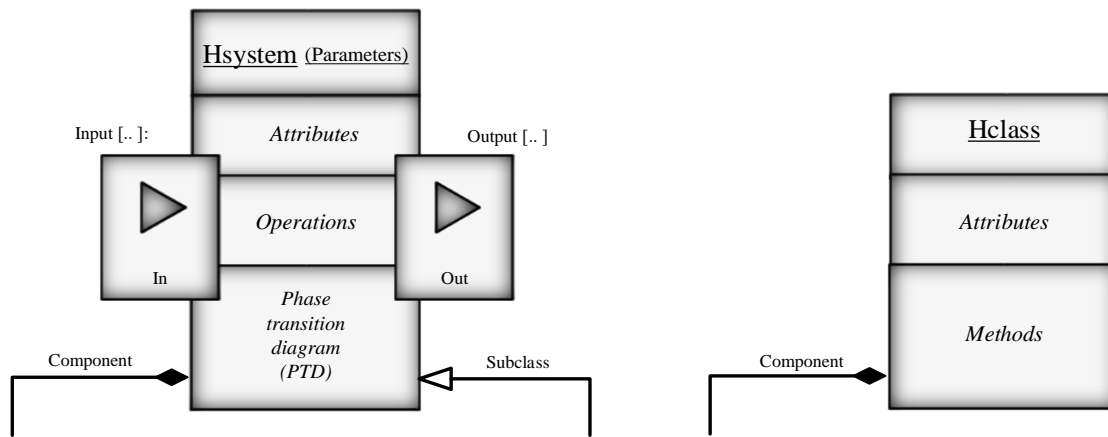 Hsystem (Parameters)
Attributes
Input [.. ]:
Output [.. ]
Operations
In
Out
Phase
transition
diagram
(PTD)
Component
Subclass
Hclass
Attributes
Methods
Component